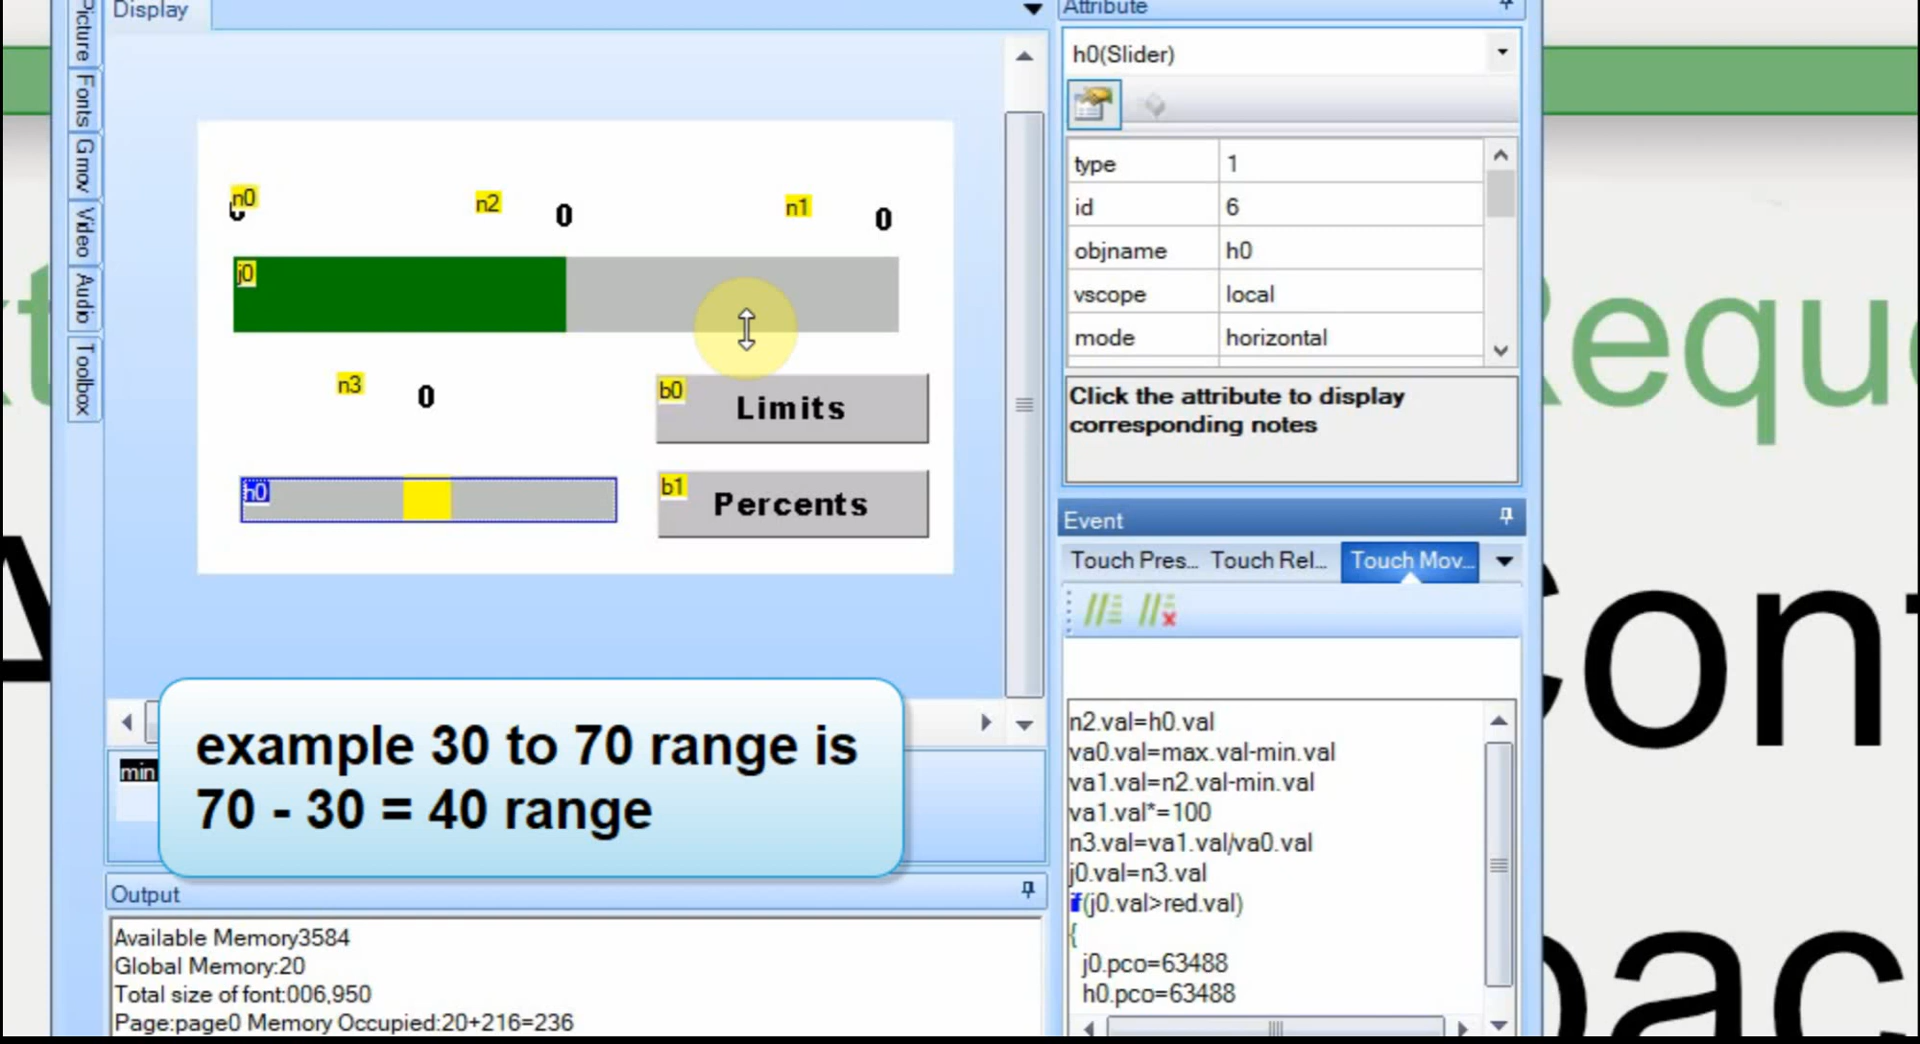 Display
Attribute
Picture
Fonts
Gmov
Video
Audio
Toolbox
h0(Slider)
type 1
id 6
objname h0
vscope local
mode horizontal
Click the attribute to display
corresponding notes
n0
n2 0
n1 0
j0
n3 0
b0 Limits
h0
b1 Percents
Event
Touch Pres... Touch Rel... Touch Mov...
n2.val=h0.val
va0.val=max.val-min.val
va1.val=n2.val-min.val
va1.val*=100
n3.val=va1.val/va0.val
j0.val=n3.val
if(j0.val>red.val)
{
j0.pco=63488
h0.pco=63488
min
example 30 to 70 range is
70 - 30 = 40 range
Output
Available Memory3584
Global Memory:20
Total size of font:006,950
Page:page0 Memory Occupied:20+216=236